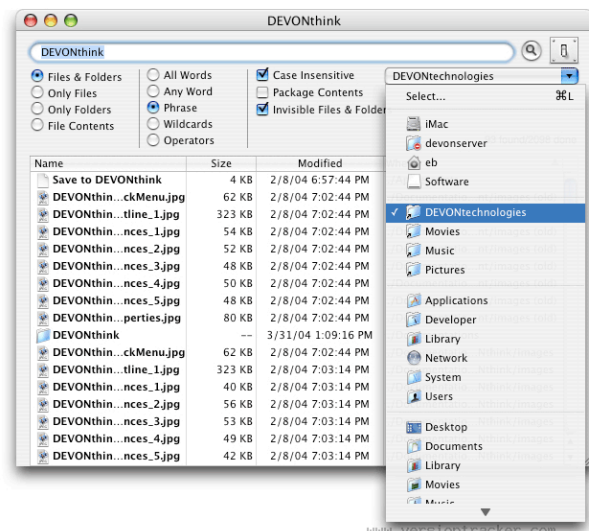 DEVONthink
DEVONthink
Files & Folders
Only Files
Only Folders
File Contents
All Words
Any Word
Phrase
Wildcards
Operators
Case Insensitive
Package Contents
Invisible Files & Folder
DEVONtechnologies
Select... ⌘L
iMac
devonserver
eb
Software
✓ DEVONtechnologies
Movies
Music
Pictures
Applications
Developer
Library
Network
System
Users
Desktop
Documents
Library
Movies
Music
Name Size Modified
Save to DEVONthink 4 KB 2/8/04 6:57:44 PM
DEVONthin...ckMenu.jpg 62 KB 2/8/04 7:02:44 PM
DEVONthin...tline_1.jpg 323 KB 2/8/04 7:02:44 PM
DEVONthin...nces_1.jpg 54 KB 2/8/04 7:02:44 PM
DEVONthin...nces_2.jpg 52 KB 2/8/04 7:02:44 PM
DEVONthin...nces_3.jpg 48 KB 2/8/04 7:02:44 PM
DEVONthin...nces_4.jpg 50 KB 2/8/04 7:02:44 PM
DEVONthin...nces_5.jpg 48 KB 2/8/04 7:02:44 PM
DEVONthin...perties.jpg 80 KB 2/8/04 7:02:44 PM
DEVONthink -- 3/31/04 1:09:16 PM
DEVONthin...ckMenu.jpg 62 KB 2/8/04 7:02:44 PM
DEVONthin...tline_1.jpg 323 KB 2/8/04 7:03:14 PM
DEVONthin...nces_1.jpg 40 KB 2/8/04 7:03:14 PM
DEVONthin...nces_2.jpg 56 KB 2/8/04 7:03:14 PM
DEVONthin...nces_3.jpg 53 KB 2/8/04 7:03:14 PM
DEVONthin...nces_4.jpg 49 KB 2/8/04 7:03:14 PM
DEVONthin...nces_5.jpg 42 KB 2/8/04 7:03:14 PM
www.versiontracker.com